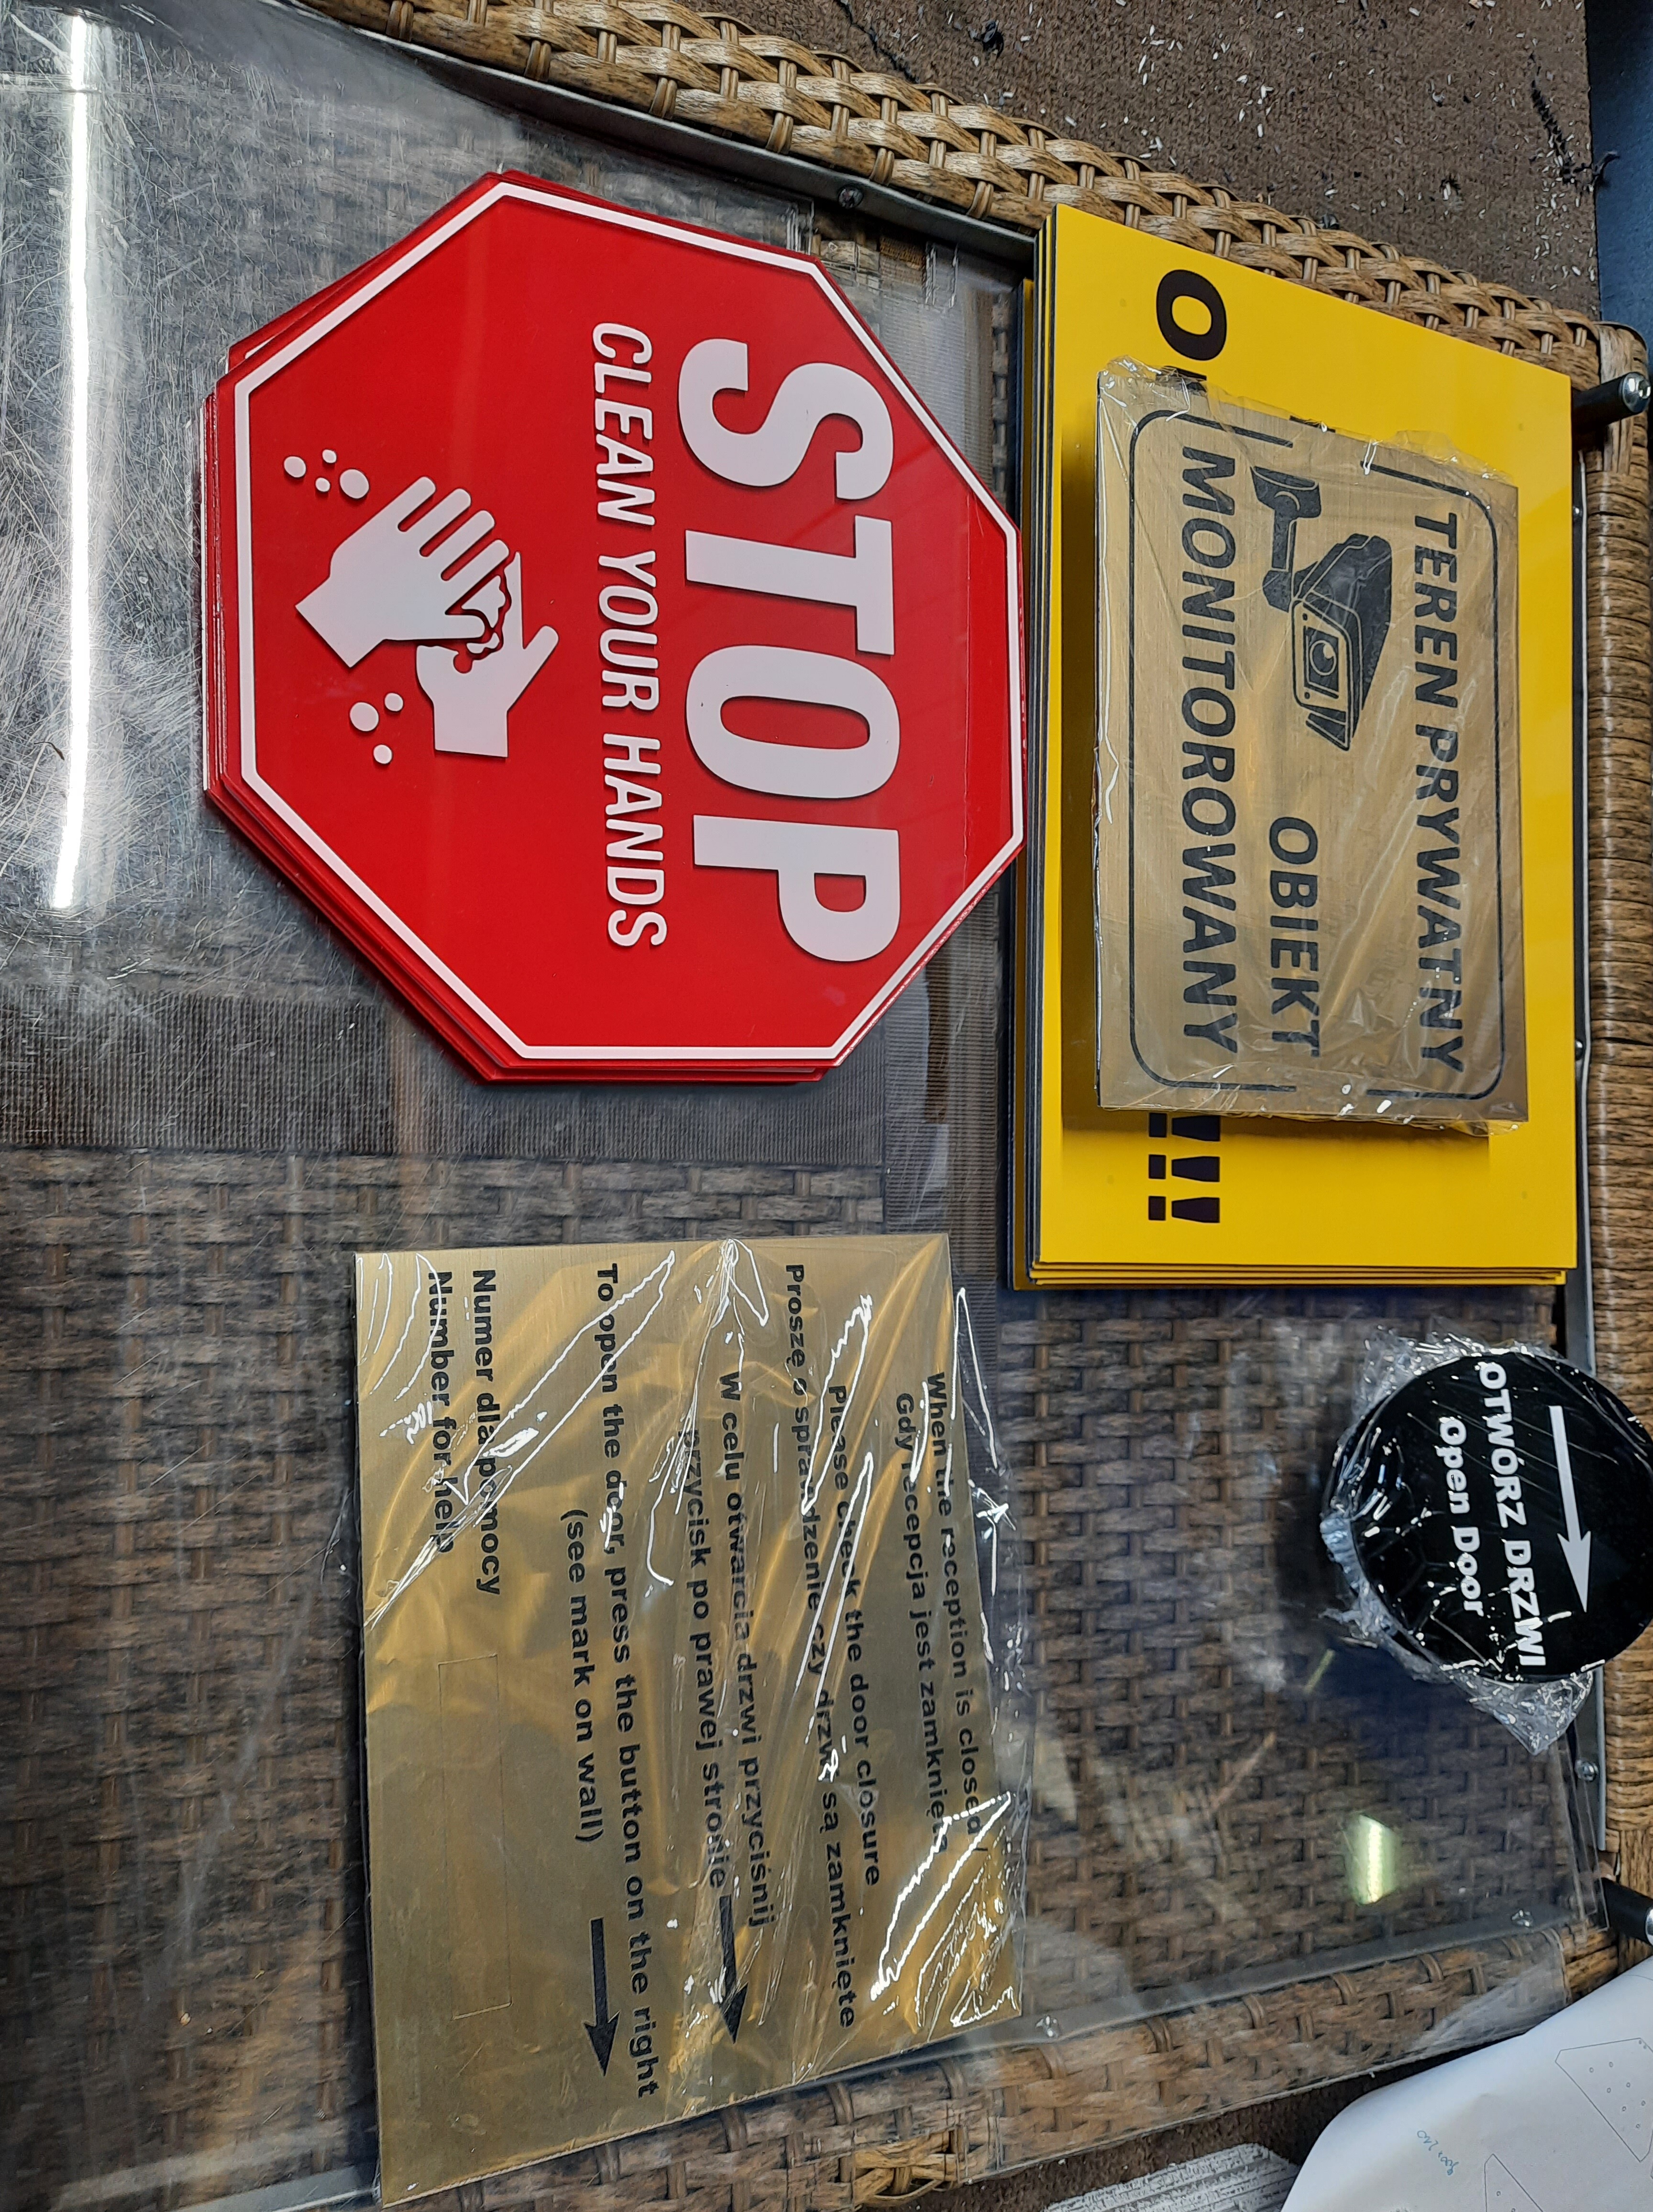 STOP
CLEAN YOUR HANDS
O
!!!
TEREN PRYWATNY
OBIEKT
MONITOROWANY
OTWÓRZ DRZWI
Open Door
When the reception is closed/
Gdy recepcja jest zamknięta
Please check the door closure
Proszę o sprawdzenie czy drzwi są zamknięte
W celu otwarcia drzwi przyciśnij
przycisk po prawej stronie
To open the door, press the button on the right
(see mark on wall)
Numer dla pomocy
Number for help